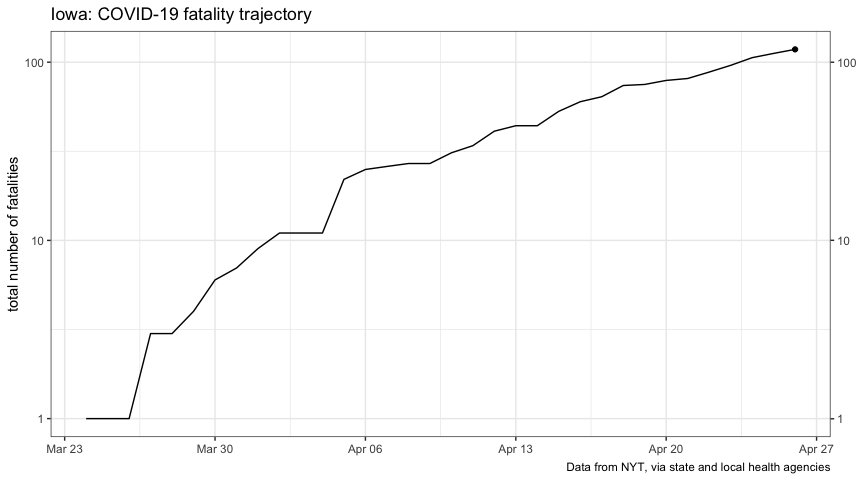 Iowa: COVID-19 fatality trajectory
total number of fatalities
100
10
1
100
10
1
Mar 23 Mar 30 Apr 06 Apr 13 Apr 20 Apr 27
Data from NYT, via state and local health agencies